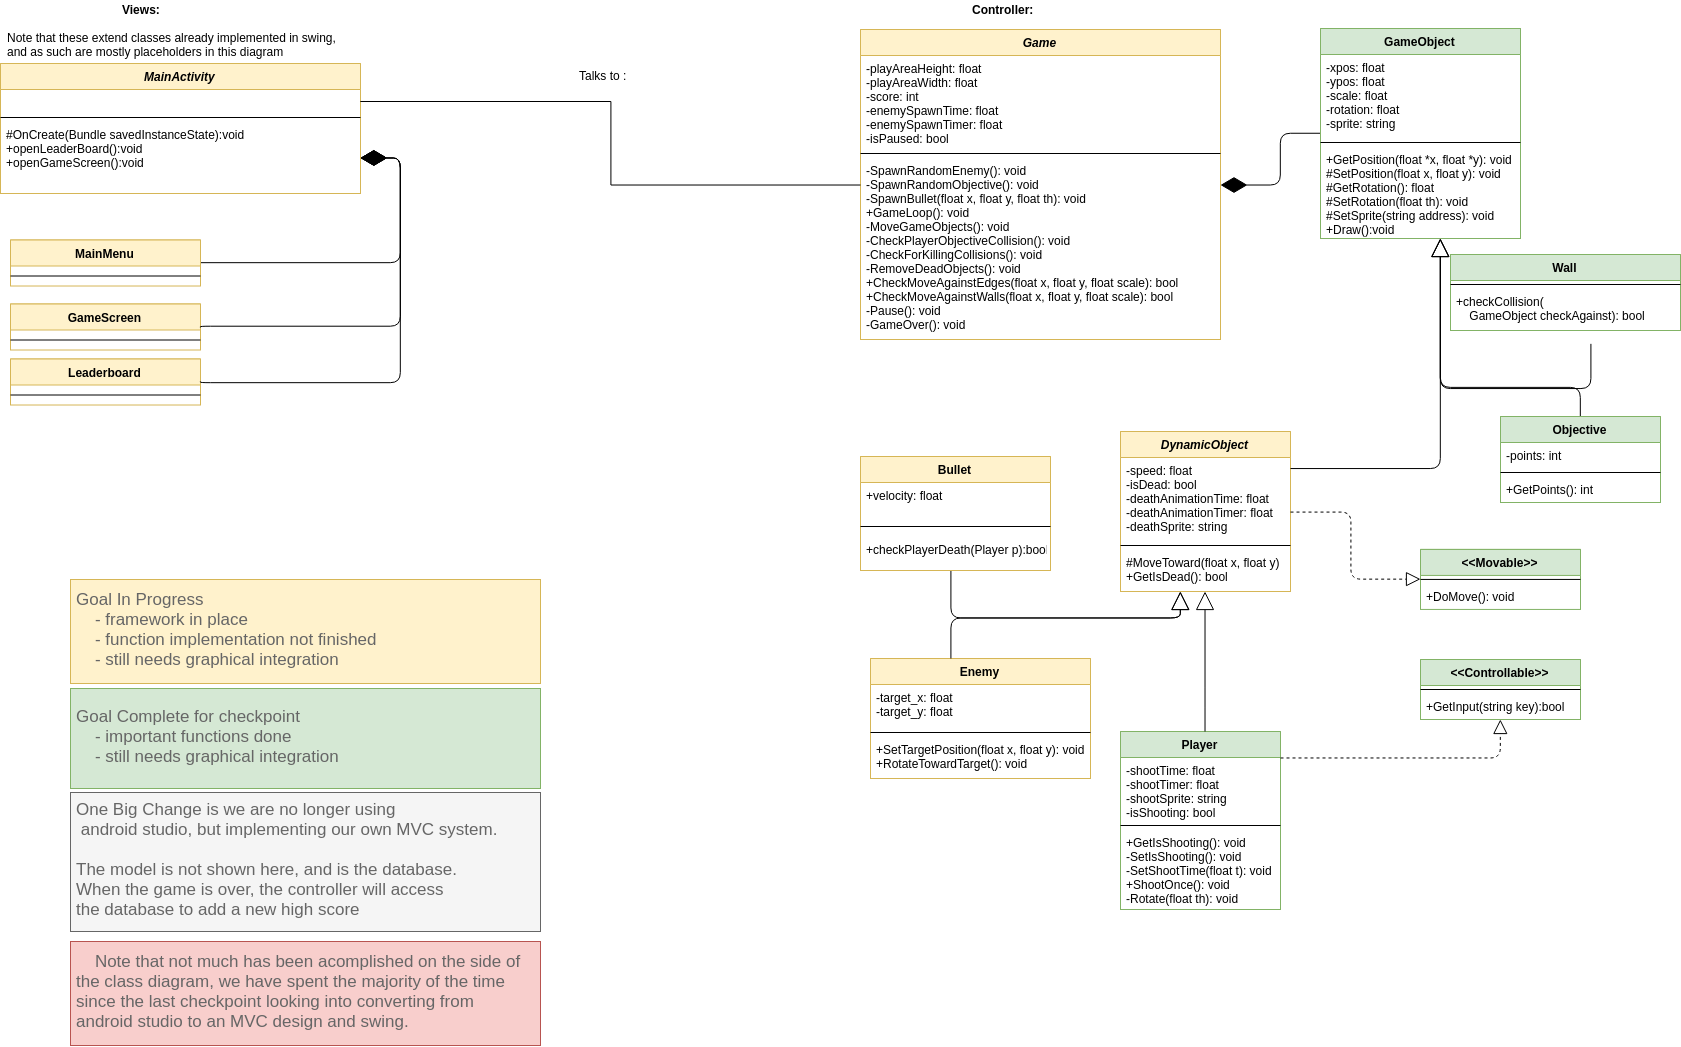 Views:
Note that these extend classes already implemented in swing,
and as such are mostly placeholders in this diagram
MainActivity
#OnCreate(Bundle savedInstanceState):void
+openLeaderBoard():void
+openGameScreen():void
MainMenu
GameScreen
Leaderboard
Talks to :
Controller:
Game
-playAreaHeight: float
-playAreaWidth: float
-score: int
-enemySpawnTime: float
-enemySpawnTimer: float
-isPaused: bool
-SpawnRandomEnemy(): void
-SpawnRandomObjective(): void
-SpawnBullet(float x, float y, float th): void
+GameLoop(): void
-MoveGameObjects(): void
-CheckPlayerObjectiveCollision(): void
-CheckForKillingCollisions(): void
-RemoveDeadObjects(): void
+CheckMoveAgainstEdges(float x, float y, float scale): bool
+CheckMoveAgainstWalls(float x, float y, float scale): bool
-Pause(): void
-GameOver(): void
GameObject
-xpos: float
-ypos: float
-scale: float
-rotation: float
-sprite: string
+GetPosition(float *x, float *y): void
#SetPosition(float x, float y): void
#GetRotation(): float
#SetRotation(float th): void
#SetSprite(string address): void
+Draw():void
Wall
+checkCollision(
GameObject checkAgainst): bool
Objective
-points: int
+GetPoints(): int
DynamicObject
-speed: float
-isDead: bool
-deathAnimationTime: float
-deathAnimationTimer: float
-deathSprite: string
#MoveToward(float x, float y)
+GetIsDead(): bool
Bullet
+velocity: float
+checkPlayerDeath(Player p):bool
<<Movable>>
+DoMove(): void
Enemy
-target_x: float
-target_y: float
+SetTargetPosition(float x, float y): void
+RotateTowardTarget(): void
<<Controllable>>
+GetInput(string key):bool
Player
-shootTime: float
-shootTimer: float
-shootSprite: string
-isShooting: bool
+GetIsShooting(): void
-SetIsShooting(): void
-SetShootTime(float t): void
+ShootOnce(): void
-Rotate(float th): void
Goal In Progress
- framework in place
- function implementation not finished
- still needs graphical integration
Goal Complete for checkpoint
- important functions done
- still needs graphical integration
One Big Change is we are no longer using
android studio, but implementing our own MVC system.
The model is not shown here, and is the database.
When the game is over, the controller will access
the database to add a new high score
Note that not much has been acomplished on the side of
the class diagram, we have spent the majority of the time
since the last checkpoint looking into converting from
android studio to an MVC design and swing.